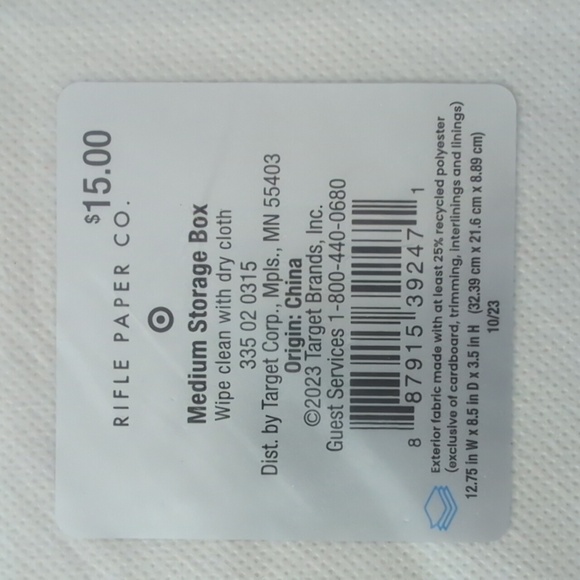 $15.00
RIFLE PAPER CO.
Medium Storage Box
Wipe clean with dry cloth
335 02 0315
Dist. by Target Corp., Mpls., MN 55403
Origin: China
©2023 Target Brands, Inc.
Guest Services 1-800-440-0680
8 87915 39247 1
Exterior fabric made with at least 25% recycled polyester
(exclusive of cardboard, trimming, interlinings and linings)
12.75 in W x 8.5 in D x 3.5 in H (32.39 cm x 21.6 cm x 8.89 cm)
10/23